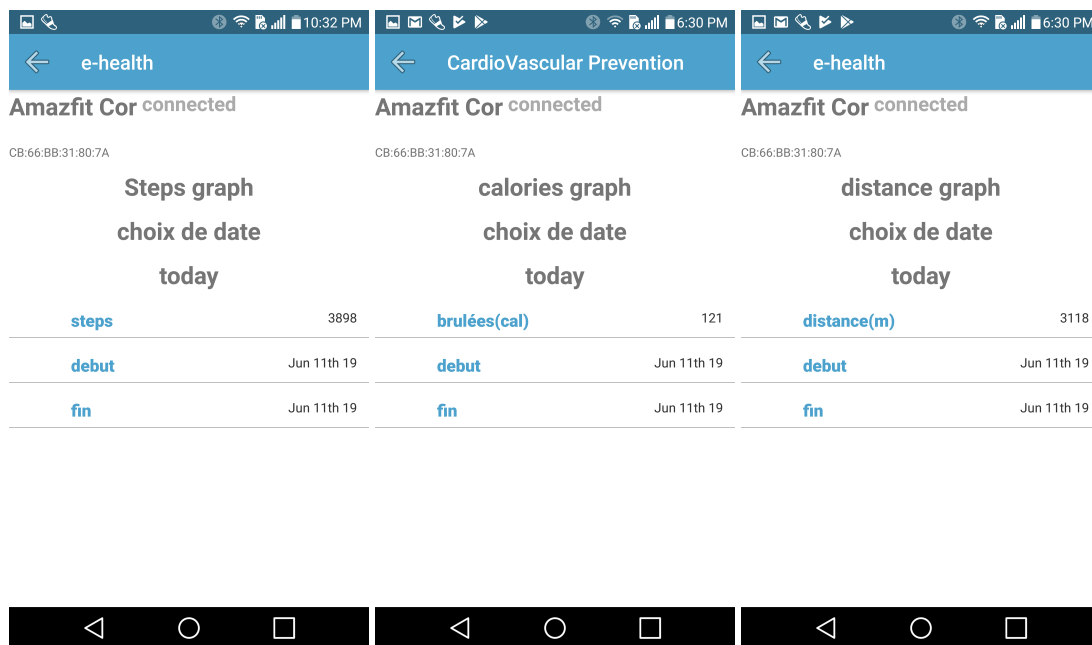 10:32 PM
e-health
Amazfit Cor connected
CB:66:BB:31:80:7A
Steps graph
choix de date
today
steps 3898
debut Jun 11th 19
fin Jun 11th 19
6:30 PM
CardioVascular Prevention
Amazfit Cor connected
CB:66:BB:31:80:7A
calories graph
choix de date
today
brulées(cal) 121
debut Jun 11th 19
fin Jun 11th 19
6:30 PM
e-health
Amazfit Cor connected
CB:66:BB:31:80:7A
distance graph
choix de date
today
distance(m) 3118
debut Jun 11th 19
fin Jun 11th 19